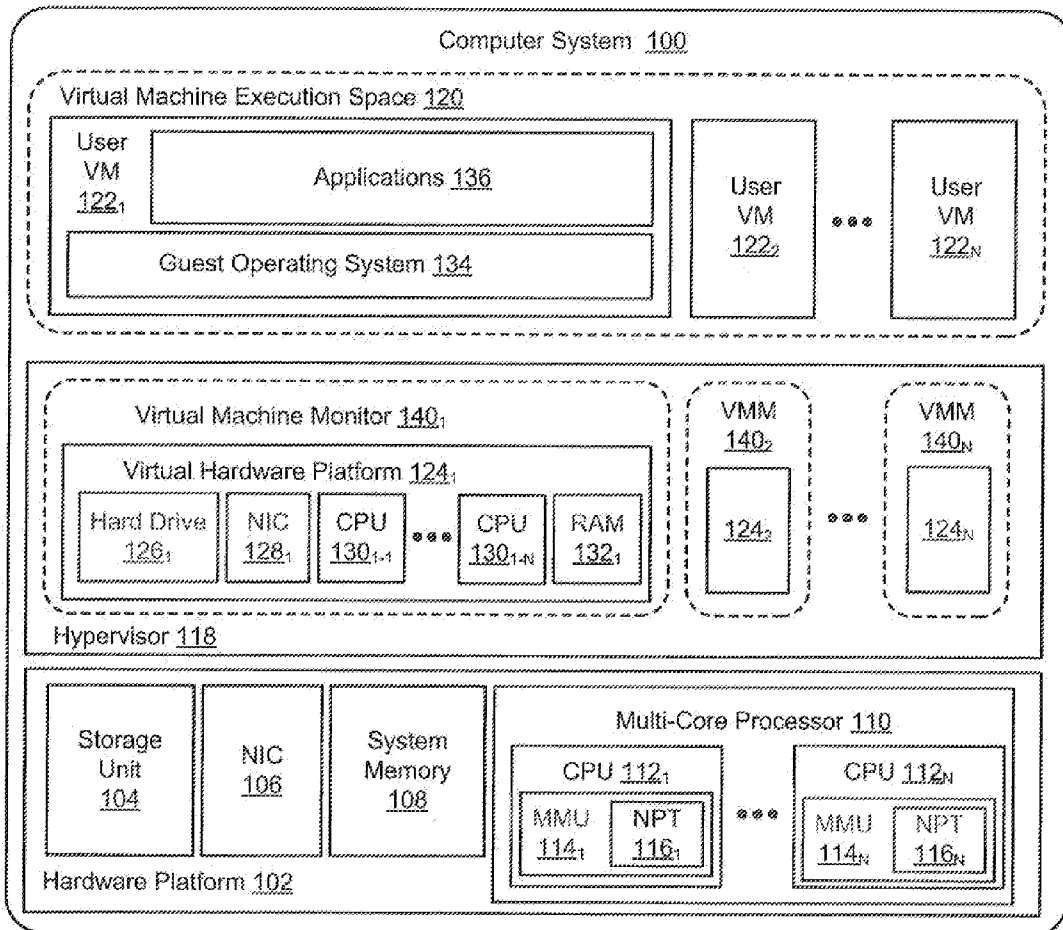 Computer System 100
Virtual Machine Execution Space 120
User
VM
122₁
Applications 136
Guest Operating System 134
User
VM
122₂
•••
User
VM
122N
Virtual Machine Monitor 140₁
Virtual Hardware Platform 124₁
Hard Drive
126₁
NIC
128₁
CPU
130₁₋₁
•••
CPU
130₁₋N
RAM
132₁
VMM
140₂
124₂
•••
VMM
140N
124N
Hypervisor 118
Storage
Unit
104
NIC
106
System
Memory
108
Multi-Core Processor 110
CPU 112₁
MMU
114₁
NPT
116₁
•••
CPU 112N
MMU
114N
NPT
116N
Hardware Platform 102